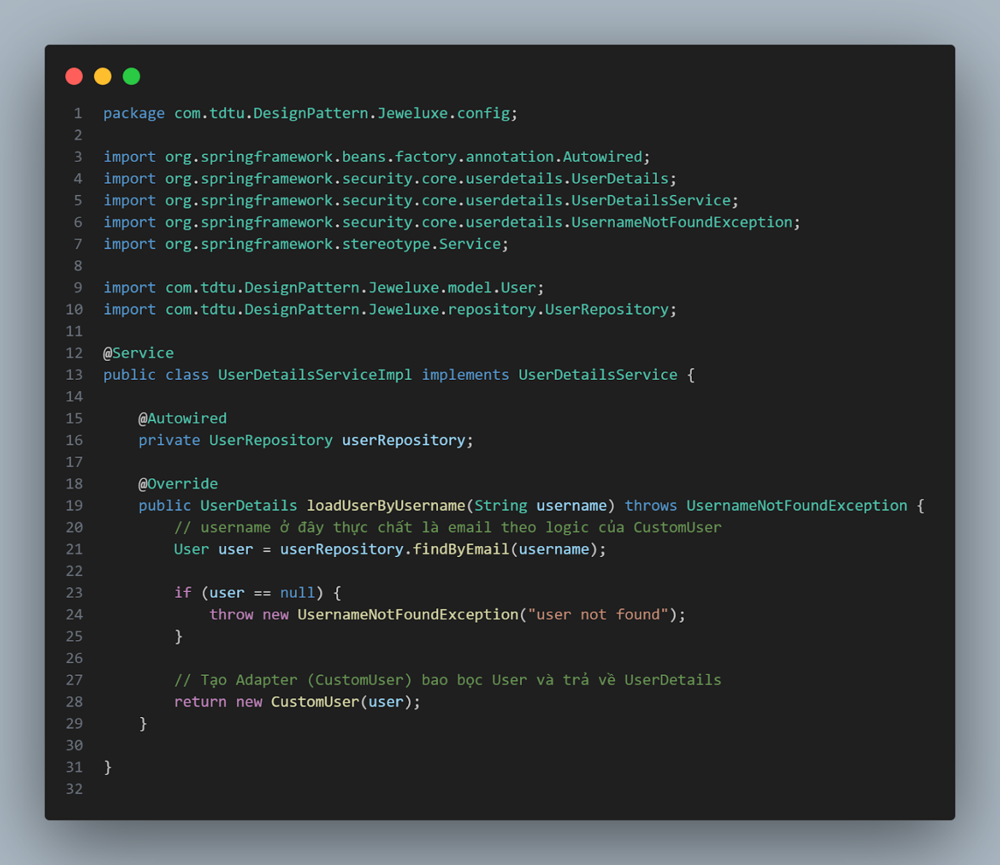 1 package com.tdtu.DesignPattern.Jeweluxe.config;
2
3 import org.springframework.beans.factory.annotation.Autowired;
4 import org.springframework.security.core.userdetails.UserDetails;
5 import org.springframework.security.core.userdetails.UserDetailsService;
6 import org.springframework.security.core.userdetails.UsernameNotFoundException;
7 import org.springframework.stereotype.Service;
8
9 import com.tdtu.DesignPattern.Jeweluxe.model.User;
10 import com.tdtu.DesignPattern.Jeweluxe.repository.UserRepository;
11
12 @Service
13 public class UserDetailsServiceImpl implements UserDetailsService {
14
15     @Autowired
16     private UserRepository userRepository;
17
18     @Override
19     public UserDetails loadUserByUsername(String username) throws UsernameNotFoundException {
20         // username ở đây thực chất là email theo logic của CustomUser
21         User user = userRepository.findByEmail(username);
22
23         if (user == null) {
24             throw new UsernameNotFoundException("user not found");
25         }
26
27         // Tạo Adapter (CustomUser) bao bọc User và trả về UserDetails
28         return new CustomUser(user);
29     }
30
31 }
32